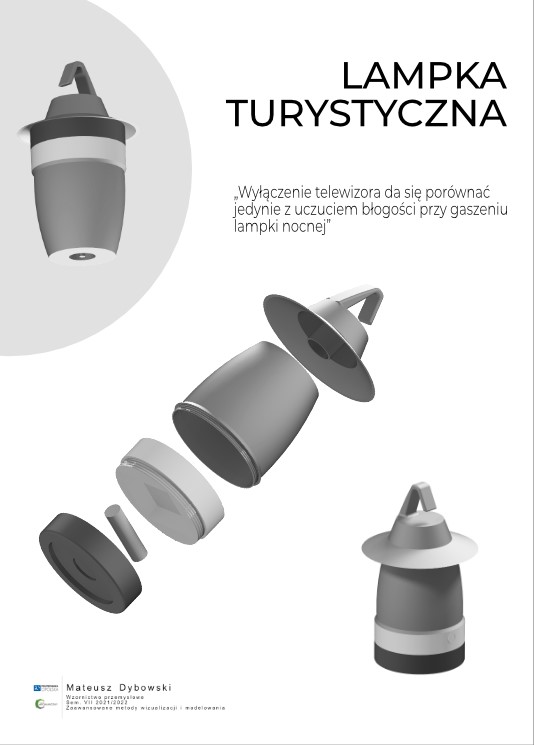 LAMPKA
TURYSTYCZNA
„Wyłączenie telewizora da się porównać
jedynie z uczuciem błogości przy gaszeniu
lampki nocnej”
Mateusz Dybowski
Wzornictwo przemysłowe
Sem. VII 2021/2022
Zaawansowane metody wizualizacji i modelowania